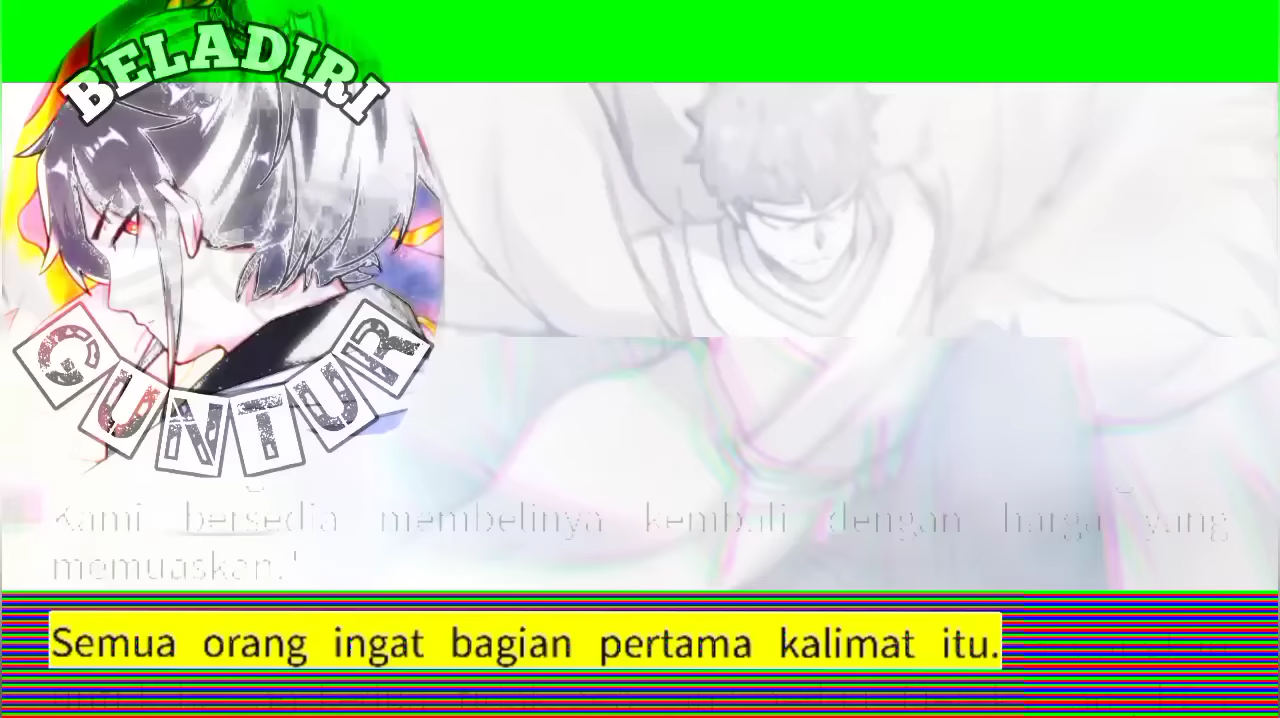 BELADIRI
GUNTUR
Kami bersedia membelinya kembali dengan harga yang
memuaskan.'
Semua orang ingat bagian pertama kalimat itu.